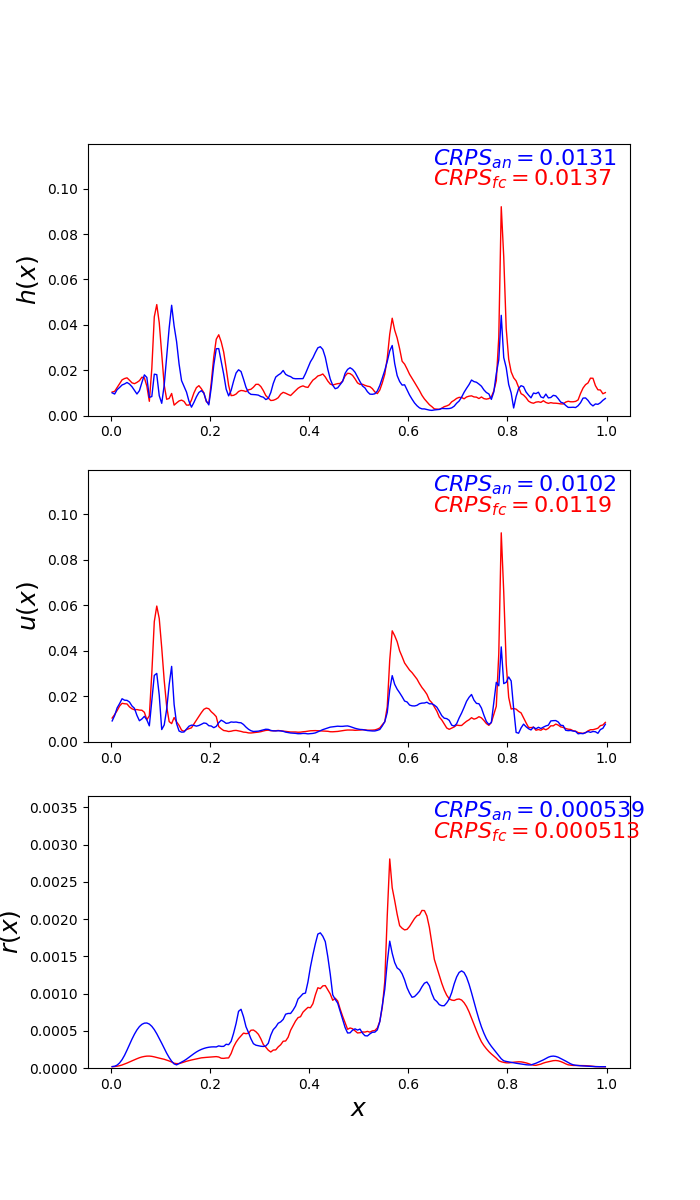 CRPS_an = 0.0131
CRPS_fc = 0.0137
h(x)
0.10
0.08
0.06
0.04
0.02
0.00
0.0 0.2 0.4 0.6 0.8 1.0
CRPS_an = 0.0102
CRPS_fc = 0.0119
u(x)
0.10
0.08
0.06
0.04
0.02
0.00
0.0 0.2 0.4 0.6 0.8 1.0
CRPS_an = 0.000539
CRPS_fc = 0.000513
r(x)
0.0035
0.0030
0.0025
0.0020
0.0015
0.0010
0.0005
0.0000
0.0 0.2 0.4 0.6 0.8 1.0
x